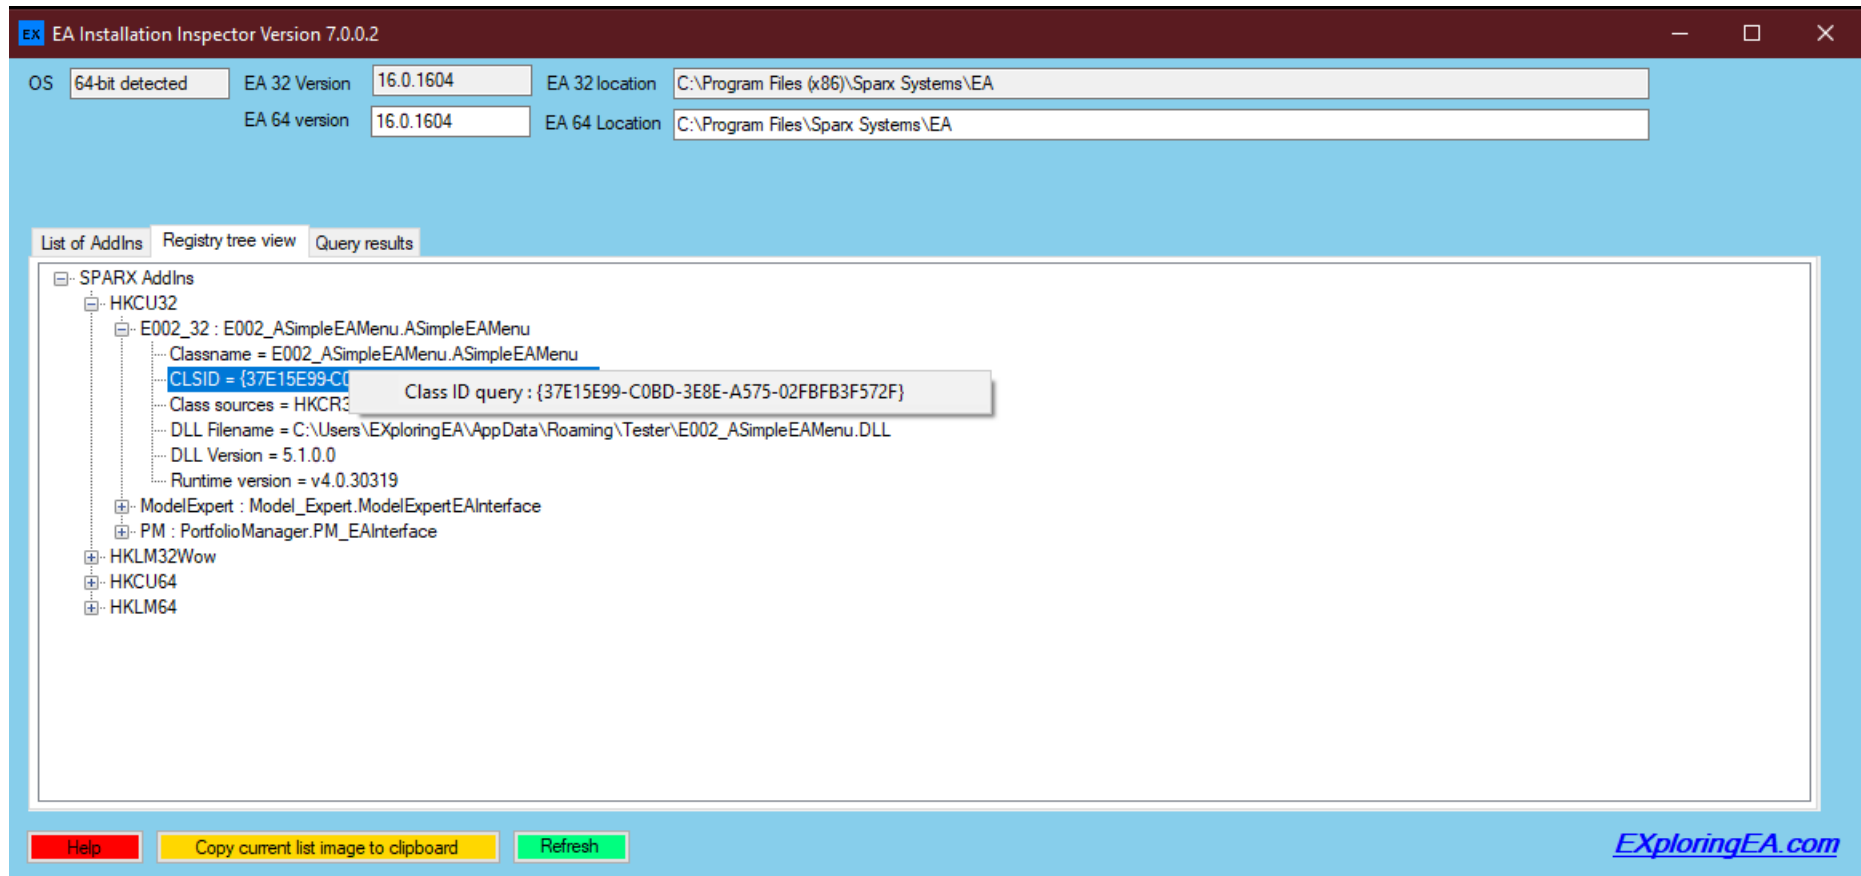 EX EA Installation Inspector Version 7.0.0.2
OS 64-bit detected EA 32 Version 16.0.1604 EA 32 location C:\Program Files (x86)\Sparx Systems\EA
EA 64 version 16.0.1604 EA 64 Location C:\Program Files\Sparx Systems\EA
List of AddIns Registry tree view Query results
SPARX AddIns
HKCU32
E002_32 : E002_ASimpleEAMenu.ASimpleEAMenu
Classname = E002_ASimpleEAMenu.ASimpleEAMenu
CLSID = {37E15E99-C0
Class ID query : {37E15E99-C0BD-3E8E-A575-02FBFB3F572F}
Class sources = HKCR3
DLL Filename = C:\Users\EXploringEA\AppData\Roaming\Tester\E002_ASimpleEAMenu.DLL
DLL Version = 5.1.0.0
Runtime version = v4.0.30319
ModelExpert : Model_Expert.ModelExpertEAInterface
PM : PortfolioManager.PM_EAInterface
HKLM32Wow
HKCU64
HKLM64
Help Copy current list image to clipboard Refresh EXploringEA.com